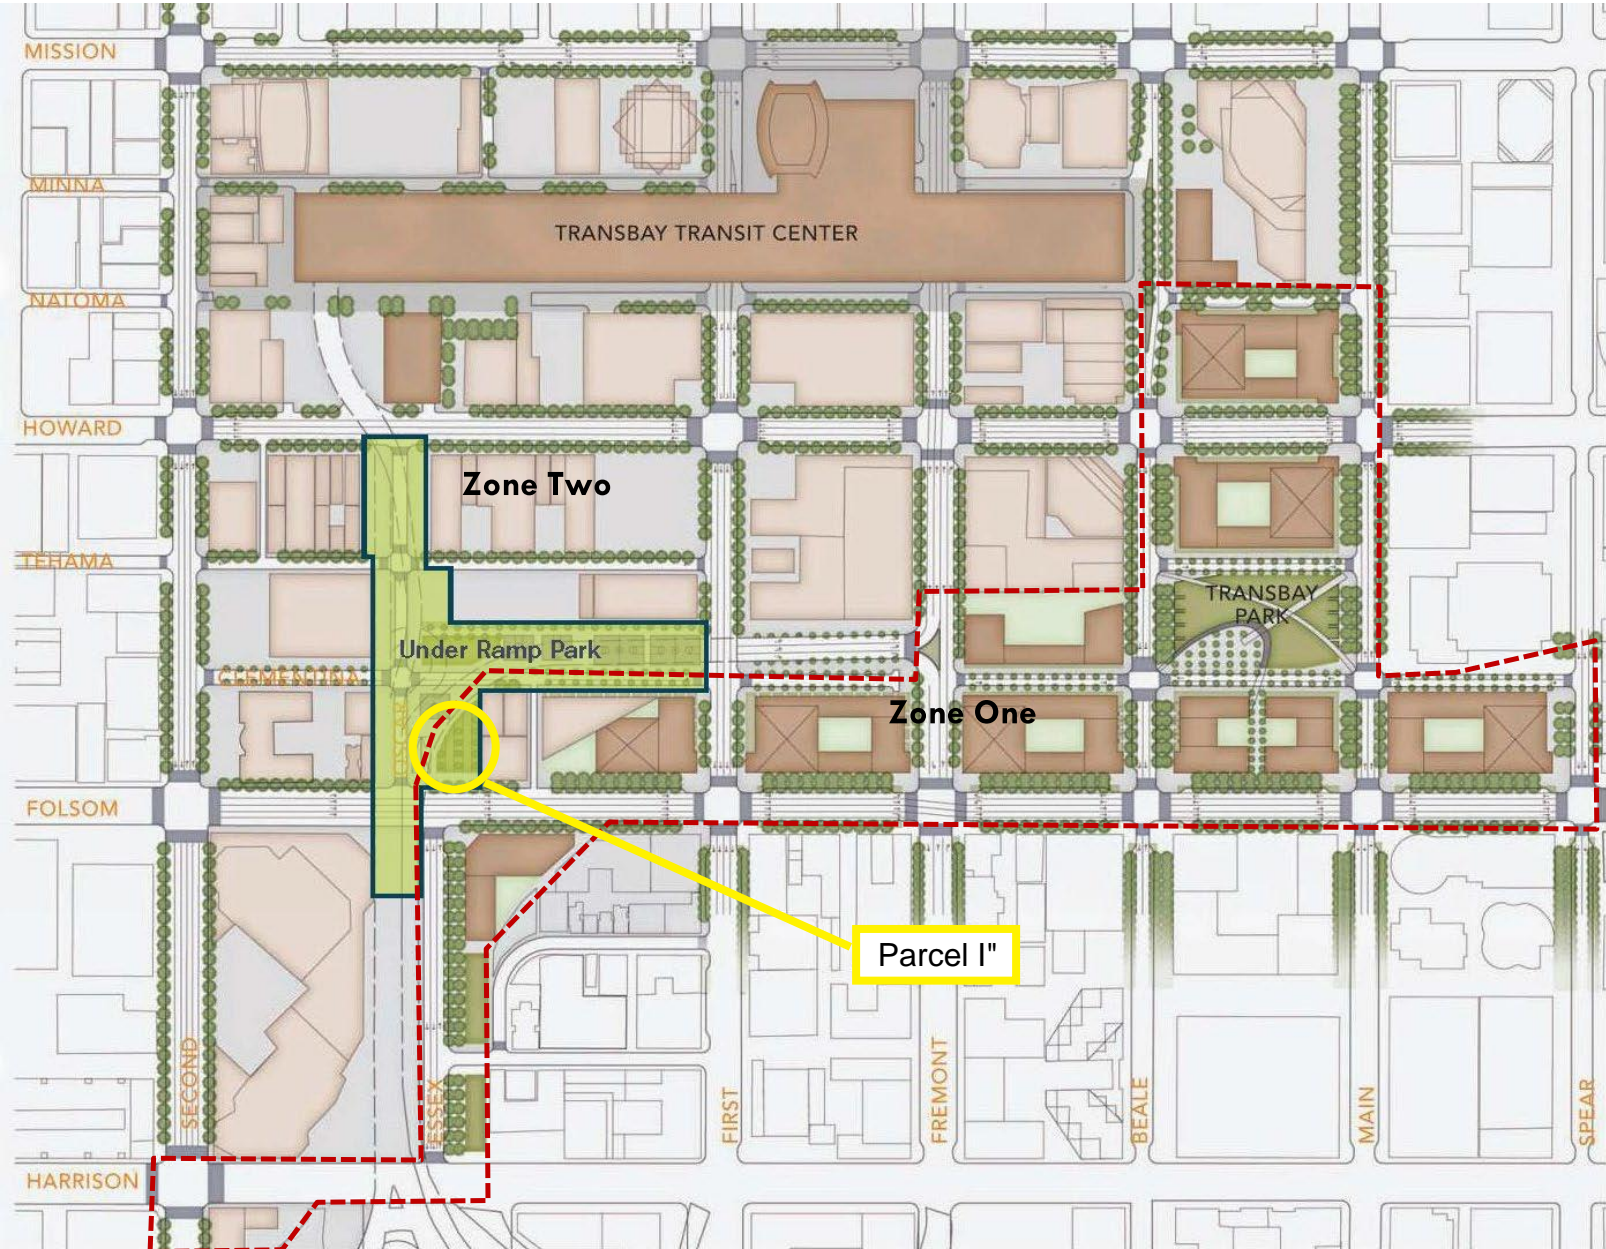 MISSION
MINNA
TRANSBAY TRANSIT CENTER
NATOMA
HOWARD
Zone Two
TEHAMA
TRANSBAY
PARK
Under Ramp Park
CLEMENTINA
Zone One
FOLSOM
Parcel I"
SECOND
ESSEX
FIRST
FREMONT
BEALE
MAIN
SPEAR
HARRISON